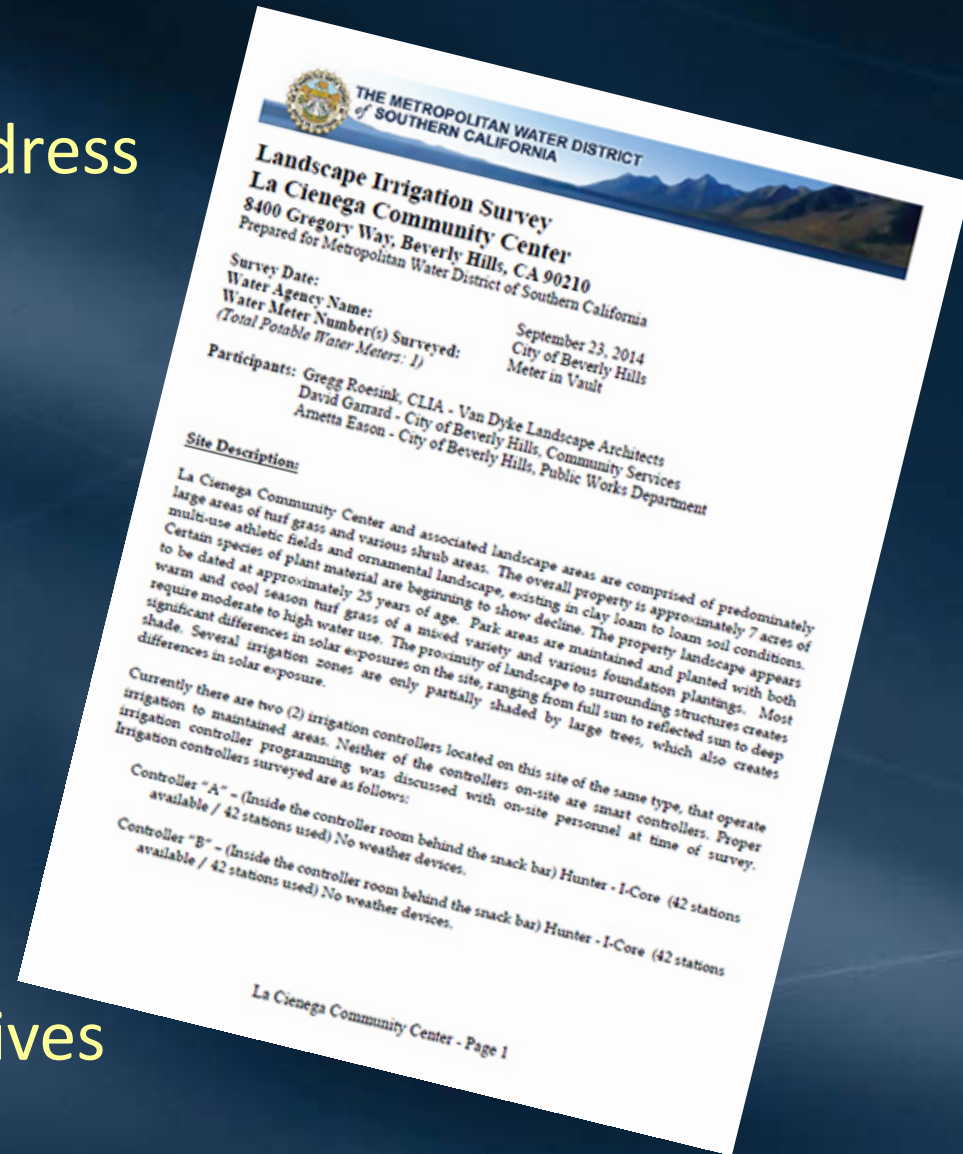 dress
THE METROPOLITAN WATER DISTRICT
of SOUTHERN CALIFORNIA
Landscape Irrigation Survey
La Cienega Community Center
8400 Gregory Way, Beverly Hills, CA 90210
Prepared for Metropolitan Water District of Southern California
Survey Date: September 23, 2014
Water Agency Name: City of Beverly Hills
Water Meter Number(s) Surveyed: Meter in Vault
(Total Potable Water Meters: 1)
Participants: Gregg Roesink, CLIA - Van Dyke Landscape Architects
David Garrard - City of Beverly Hills, Community Services
Arnetta Eason - City of Beverly Hills, Public Works Department
Site Description:
La Cienega Community Center and associated landscape areas are comprised of predominately
large areas of turf grass and various shrub areas. The overall property is approximately 7 acres of
multi-use athletic fields and ornamental landscape, existing in clay loam to loam soil conditions.
Certain species of plant material are beginning to show decline. The property landscape appears
to be dated at approximately 25 years of age. Park areas are maintained and planted with both
warm and cool season turf grass of a mixed variety and various foundation plantings. Most
require moderate to high water use. The proximity of landscape to surrounding structures creates
significant differences in solar exposures on the site, ranging from full sun to reflected sun to deep
shade. Several irrigation zones are only partially shaded by large trees, which also creates
differences in solar exposure.
Currently there are two (2) irrigation controllers located on this site of the same type, that operate
irrigation to maintained areas. Neither of the controllers on-site are smart controllers. Proper
irrigation controller programming was discussed with on-site personnel at time of survey.
Irrigation controllers surveyed are as follows:
Controller "A" – (Inside the controller room behind the snack bar) Hunter - I-Core (42 stations
available / 42 stations used) No weather devices.
Controller "B" – (Inside the controller room behind the snack bar) Hunter - I-Core (42 stations
available / 42 stations used) No weather devices.
La Cienega Community Center - Page 1
ives